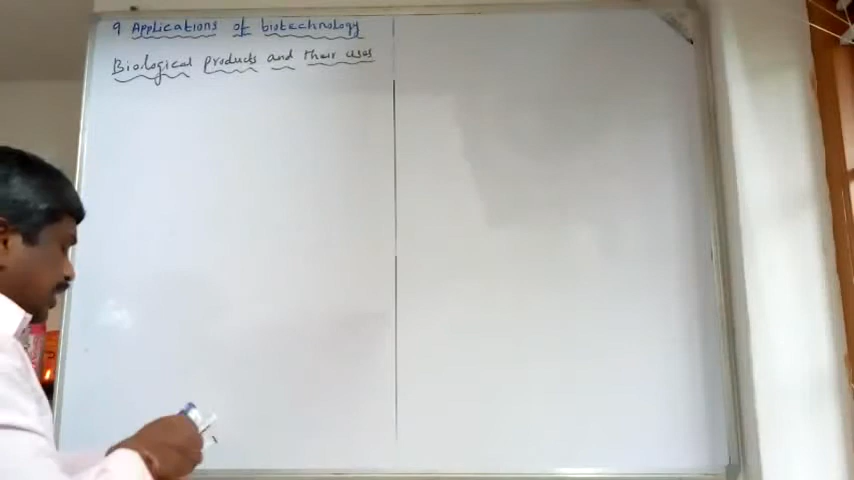 9 Applications of biotechnology
Biological products and their uses